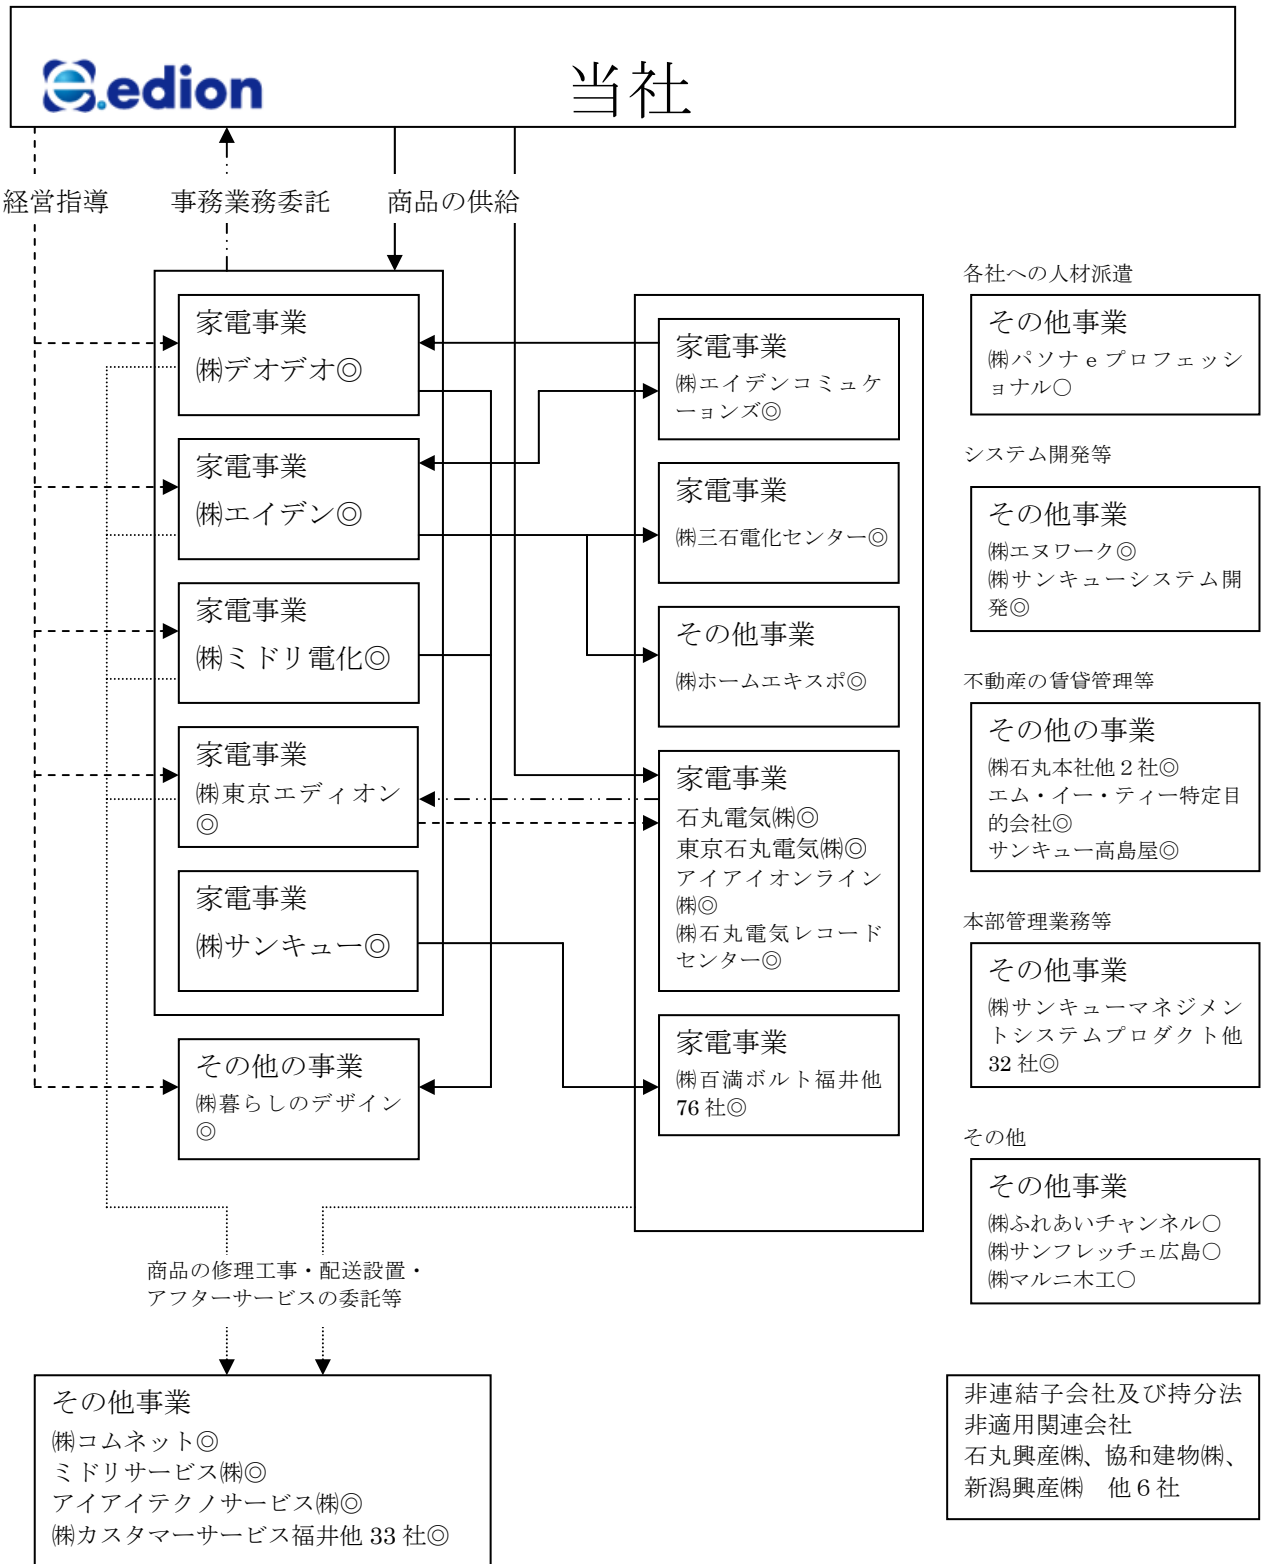 e.edion
当社
経営指導
事務業務委託
商品の供給
家電事業
㈱デオデオ◎
家電事業
㈱エイデン◎
家電事業
㈱ミドリ電化◎
家電事業
㈱東京エディオン
◎
家電事業
㈱サンキュー◎
その他の事業
㈱暮らしのデザイン
◎
家電事業
㈱エイデンコミュケ
ーョンズ◎
家電事業
㈱三石電化センター◎
その他事業
㈱ホームエキスポ◎
家電事業
石丸電気㈱◎
東京石丸電気㈱◎
アイアイオンライン
㈱◎
㈱石丸電気レコード
センター◎
家電事業
㈱百満ボルト福井他
76 社◎
各社への人材派遣
その他事業
㈱パソナ e プロフェッシ
ョナル○
システム開発等
その他事業
㈱エヌワーク◎
㈱サンキューシステム開
発◎
不動産の賃貸管理等
その他の事業
㈱石丸本社他 2 社◎
エム・イー・ティー特定目
的会社◎
サンキュー高島屋◎
本部管理業務等
その他事業
㈱サンキューマネジメン
トシステムプロダクト他
32 社◎
その他
その他事業
㈱ふれあいチャンネル○
㈱サンフレッチェ広島○
㈱マルニ木工○
商品の修理工事・配送設置・
アフターサービスの委託等
その他事業
㈱コムネット◎
ミドリサービス㈱◎
アイアイテクノサービス㈱◎
㈱カスタマーサービス福井他 33 社◎
非連結子会社及び持分法
非適用関連会社
石丸興産㈱、協和建物㈱、
新潟興産㈱　他 6 社